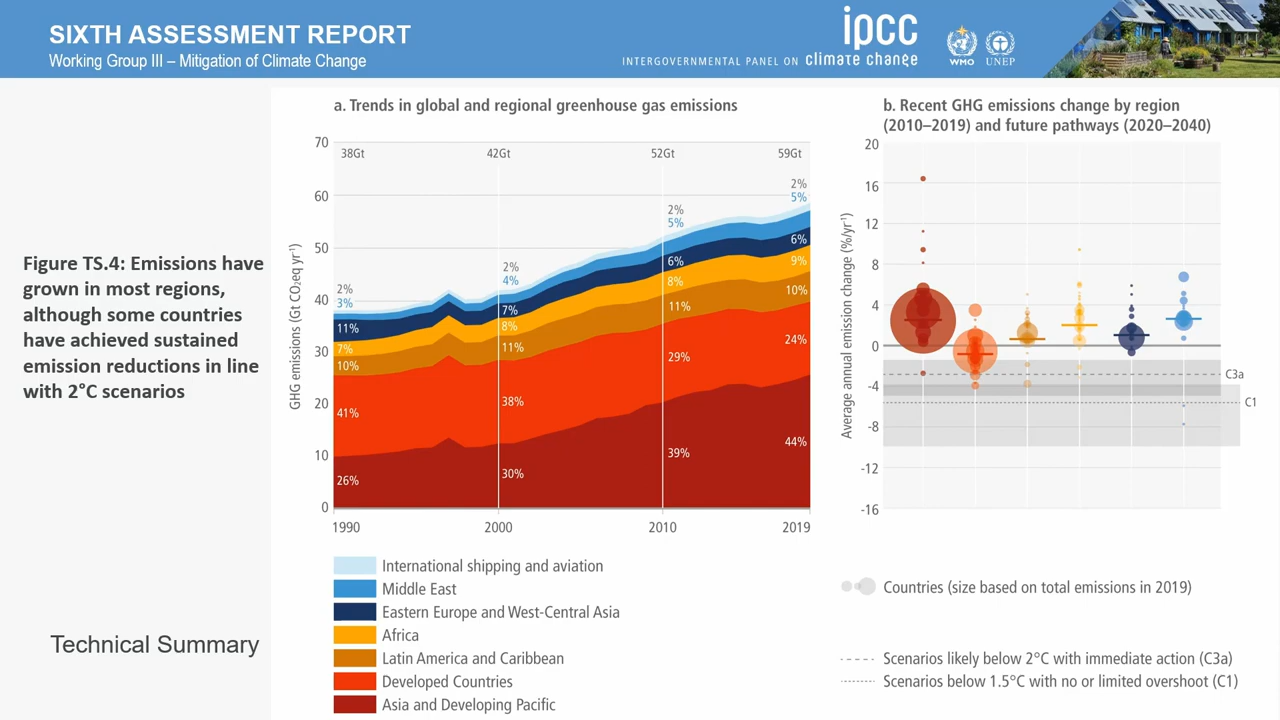 SIXTH ASSESSMENT REPORT
Working Group III – Mitigation of Climate Change
INTERGOVERNMENTAL PANEL ON climate change
ipcc
WMO
UNEP
Figure TS.4: Emissions have
grown in most regions,
although some countries
have achieved sustained
emission reductions in line
with 2°C scenarios
Technical Summary
a. Trends in global and regional greenhouse gas emissions
GHG emissions (Gt CO₂eq yr⁻¹)
70
60
50
40
30
20
10
0
38Gt
42Gt
52Gt
59Gt
2%
3%
11%
7%
10%
41%
26%
2%
4%
7%
8%
11%
38%
30%
2%
5%
6%
8%
11%
29%
39%
2%
5%
6%
9%
10%
24%
44%
1990
2000
2010
2019
International shipping and aviation
Middle East
Eastern Europe and West-Central Asia
Africa
Latin America and Caribbean
Developed Countries
Asia and Developing Pacific
b. Recent GHG emissions change by region
(2010–2019) and future pathways (2020–2040)
Average annual emission change (%/yr⁻¹)
20
16
12
8
4
0
-4
-8
-12
-16
C3a
C1
Countries (size based on total emissions in 2019)
Scenarios likely below 2°C with immediate action (C3a)
Scenarios below 1.5°C with no or limited overshoot (C1)